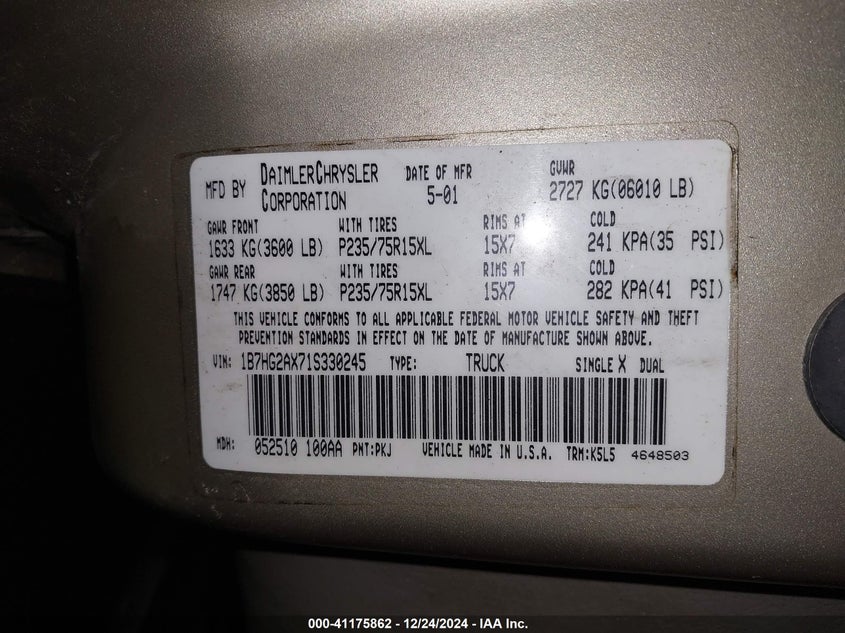 MFD BY DAIMLERCHRYSLER CORPORATION DATE OF MFR 5-01 GVWR 2727 KG(06010 LB)
GAWR FRONT WITH TIRES RIMS AT COLD
1633 KG(3600 LB) P235/75R15XL 15X7 241 KPA(35 PSI)
GAWR REAR WITH TIRES RIMS AT COLD
1747 KG(3850 LB) P235/75R15XL 15X7 282 KPA(41 PSI)
THIS VEHICLE CONFORMS TO ALL APPLICABLE FEDERAL MOTOR VEHICLE SAFETY AND THEFT
PREVENTION STANDARDS IN EFFECT ON THE DATE OF MANUFACTURE SHOWN ABOVE.
VIN: 1B7HG2AX71S330245 TYPE: TRUCK SINGLE X DUAL
MDH: 052510 100AA PNT:PKJ VEHICLE MADE IN U.S.A. TRM:K5L5 4648503
000-41175862 - 12/24/2024 - IAA Inc.